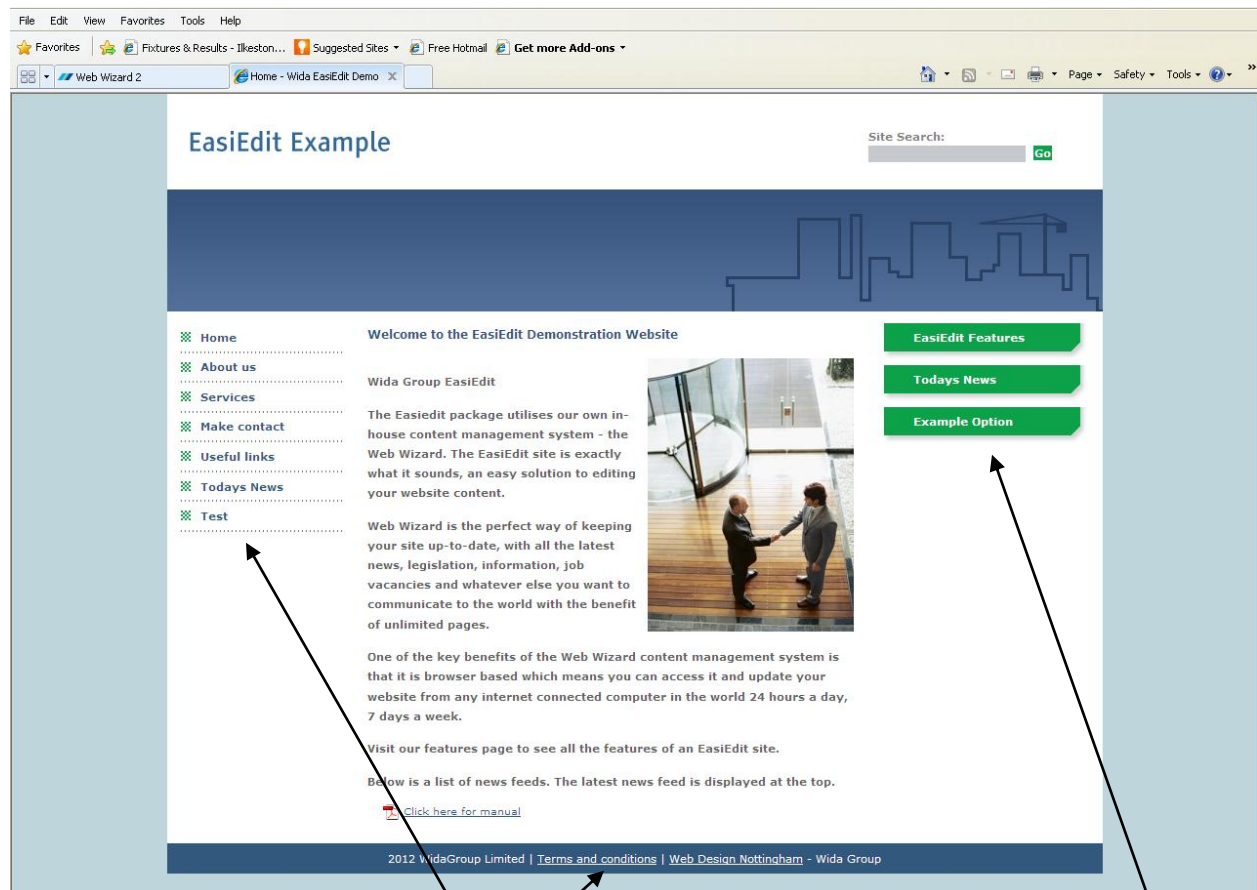 File Edit View Favorites Tools Help
Favorites Fixtures & Results - Ilkeston... Suggested Sites Free Hotmail Get more Add-ons
Web Wizard 2 Home - Wida EasiEdit Demo X Page Safety Tools »
EasiEdit Example
Site Search:
Go
Home
About us
Services
Make contact
Useful links
Todays News
Test
Welcome to the EasiEdit Demonstration Website
Wida Group EasiEdit
The Easiedit package utilises our own in-
house content management system - the
Web Wizard. The EasiEdit site is exactly
what it sounds, an easy solution to editing
your website content.
Web Wizard is the perfect way of keeping
your site up-to-date, with all the latest
news, legislation, information, job
vacancies and whatever else you want to
communicate to the world with the benefit
of unlimited pages.
One of the key benefits of the Web Wizard content management system is
that it is browser based which means you can access it and update your
website from any internet connected computer in the world 24 hours a day,
7 days a week.
Visit our features page to see all the features of an EasiEdit site.
Below is a list of news feeds. The latest news feed is displayed at the top.
Click here for manual
EasiEdit Features
Todays News
Example Option
2012 WidaGroup Limited | Terms and conditions | Web Design Nottingham - Wida Group